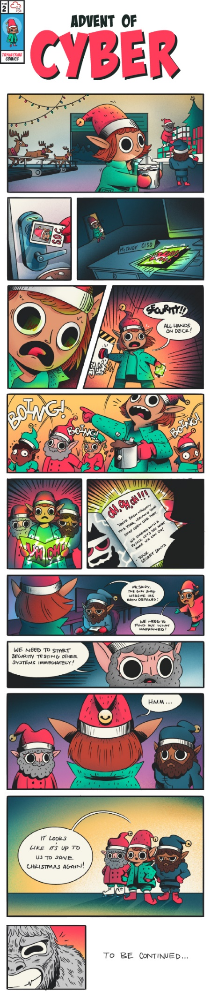 ISSUE
2
TRYHACKME
COMICS
ADVENT OF
CYBER
SOC
McSKIDY CISO
SECURITY!!
ALL HANDS
ON DECK!
SLAM!
BOING!
BOING!
BOING!
UH OH!
OH, OH, OH!!!
YOU'VE BEEN NAUGHTY
THIS YEAR, LEAVING YOUR
SHOP OPEN LIKE THAT.
WE STARTED WITH A
PUZZLE, LET'S SEE WHAT
MORE WE CAN DO!
- YOUR
SECRET SANTA
McSKIDY,
THE GIFT SHOP
WEBSITE HAS
BEEN DEFACED!
WE NEED TO
FIND OUT WHAT
HAPPENED!
WE NEED TO START
SECURITY TESTING OTHER
SYSTEMS IMMEDIATELY!
HMM...
IT LOOKS
LIKE IT'S UP TO
US TO SAVE
CHRISTMAS AGAIN!
TO BE CONTINUED...